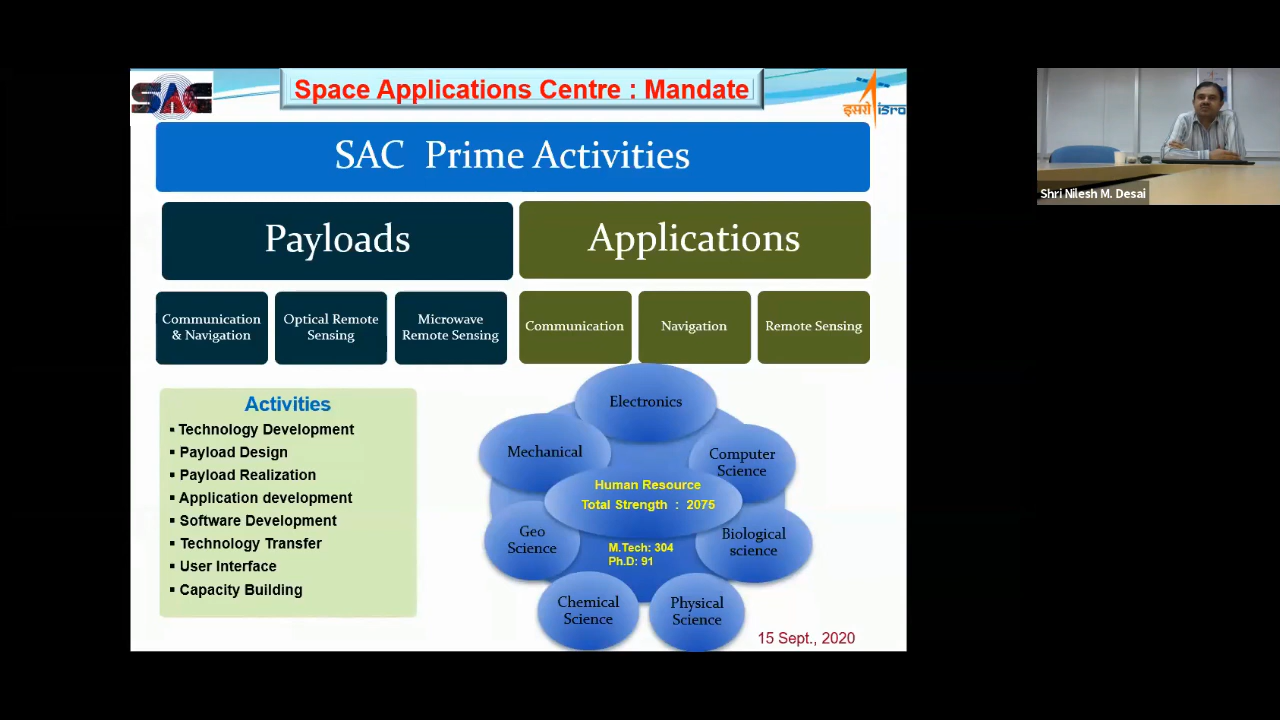 SAC
Space Applications Centre : Mandate
इसरो isro
SAC Prime Activities
Payloads
Applications
Communication
& Navigation
Optical Remote
Sensing
Microwave
Remote Sensing
Communication
Navigation
Remote Sensing
Activities
▪ Technology Development
▪ Payload Design
▪ Payload Realization
▪ Application development
▪ Software Development
▪ Technology Transfer
▪ User Interface
▪ Capacity Building
Electronics
Mechanical
Computer
Science
Human Resource
Total Strength : 2075
Geo
Science
M.Tech: 304
Ph.D: 91
Biological
science
Chemical
Science
Physical
Science
15 Sept., 2020
Shri Nilesh M. Desai